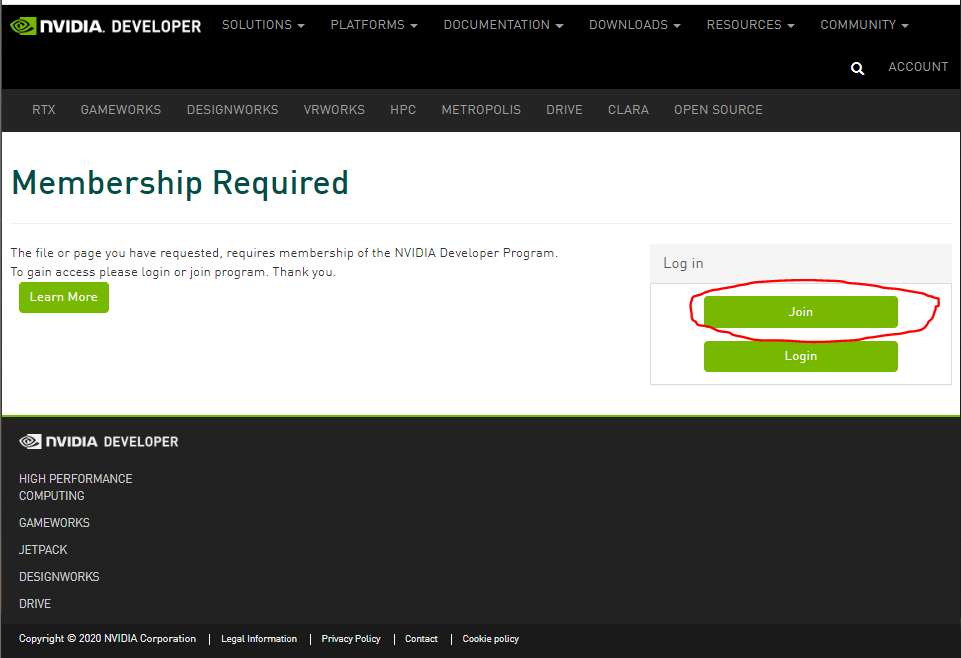 NVIDIA. DEVELOPER SOLUTIONS PLATFORMS DOCUMENTATION DOWNLOADS RESOURCES COMMUNITY
ACCOUNT
RTX GAMEWORKS DESIGNWORKS VRWORKS HPC METROPOLIS DRIVE CLARA OPEN SOURCE
Membership Required
The file or page you have requested, requires membership of the NVIDIA Developer Program.
To gain access please login or join program. Thank you.
Learn More
Log in
Join
Login
NVIDIA DEVELOPER
HIGH PERFORMANCE
COMPUTING
GAMEWORKS
JETPACK
DESIGNWORKS
DRIVE
Copyright © 2020 NVIDIA Corporation | Legal Information | Privacy Policy | Contact | Cookie policy